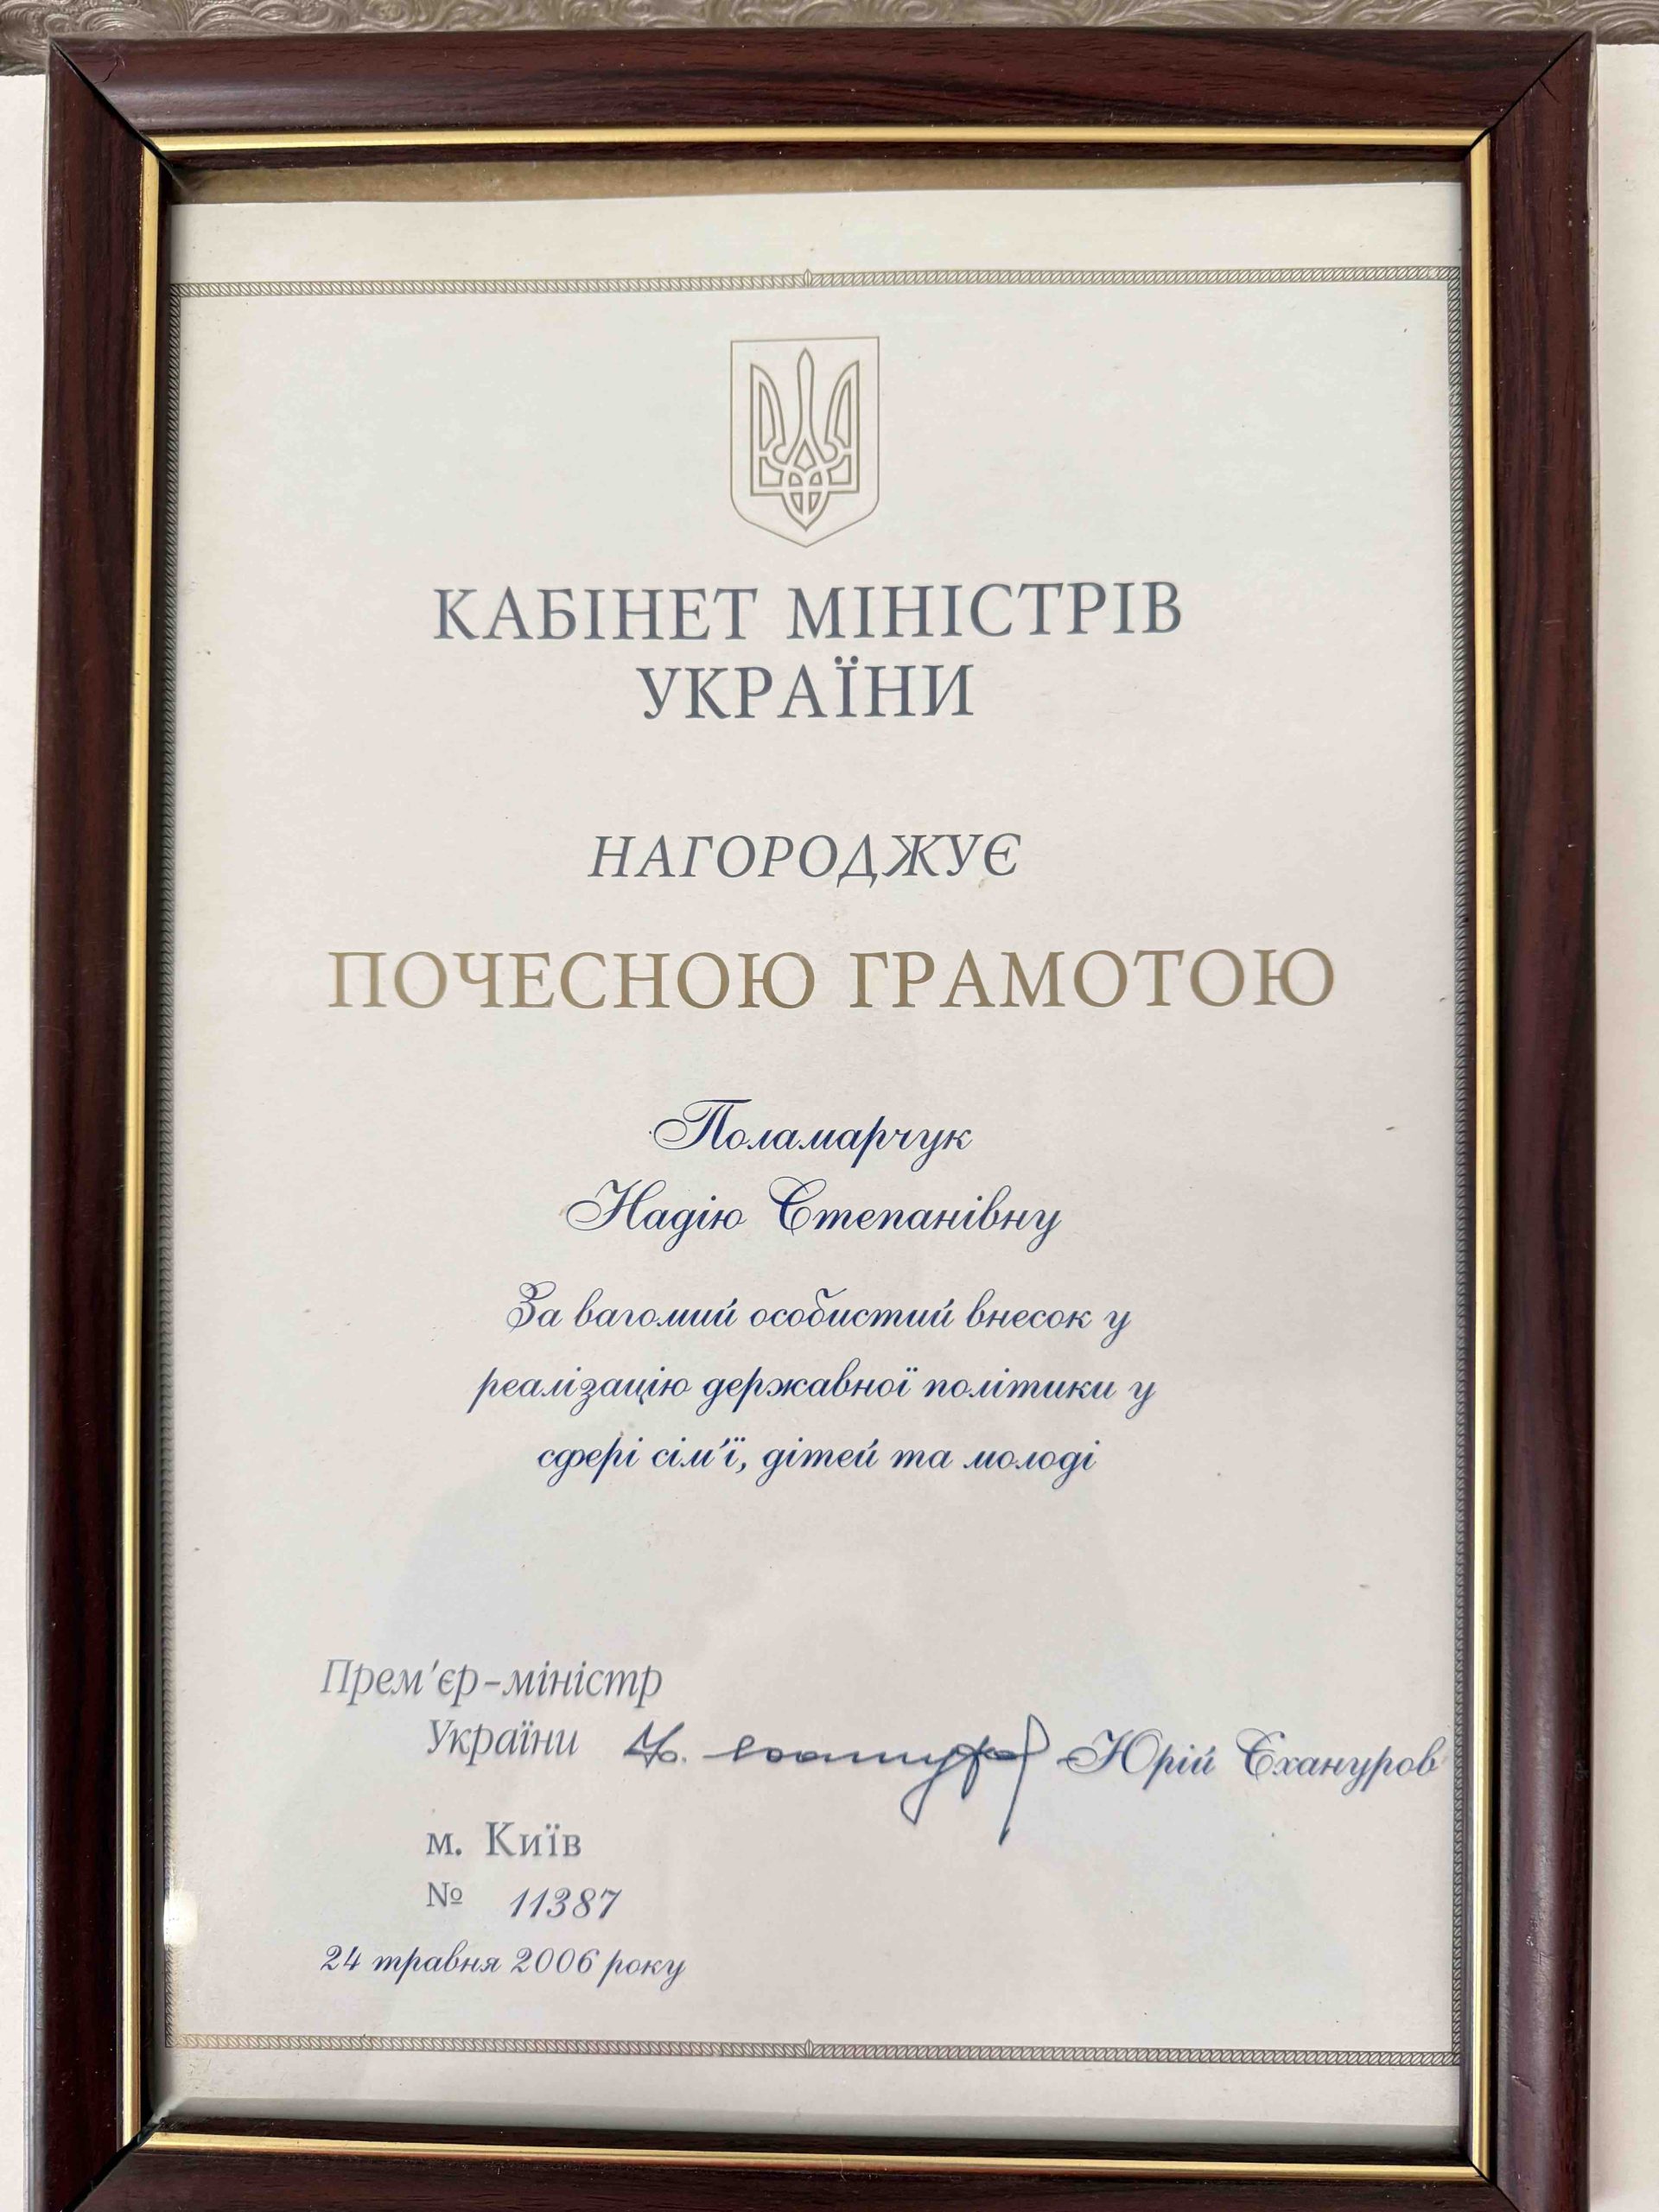 КАБІНЕТ МІНІСТРІВ
УКРАЇНИ
НАГОРОДЖУЄ
ПОЧЕСНОЮ ГРАМОТОЮ
Поламарчук
Надію Степанівну
За вагомий особистий внесок у
реалізацію державної політики у
сфері сім'ї, дітей та молоді
Прем'єр-міністр
України Юрій Єхануров
м. Київ
№ 11387
24 травня 2006 року